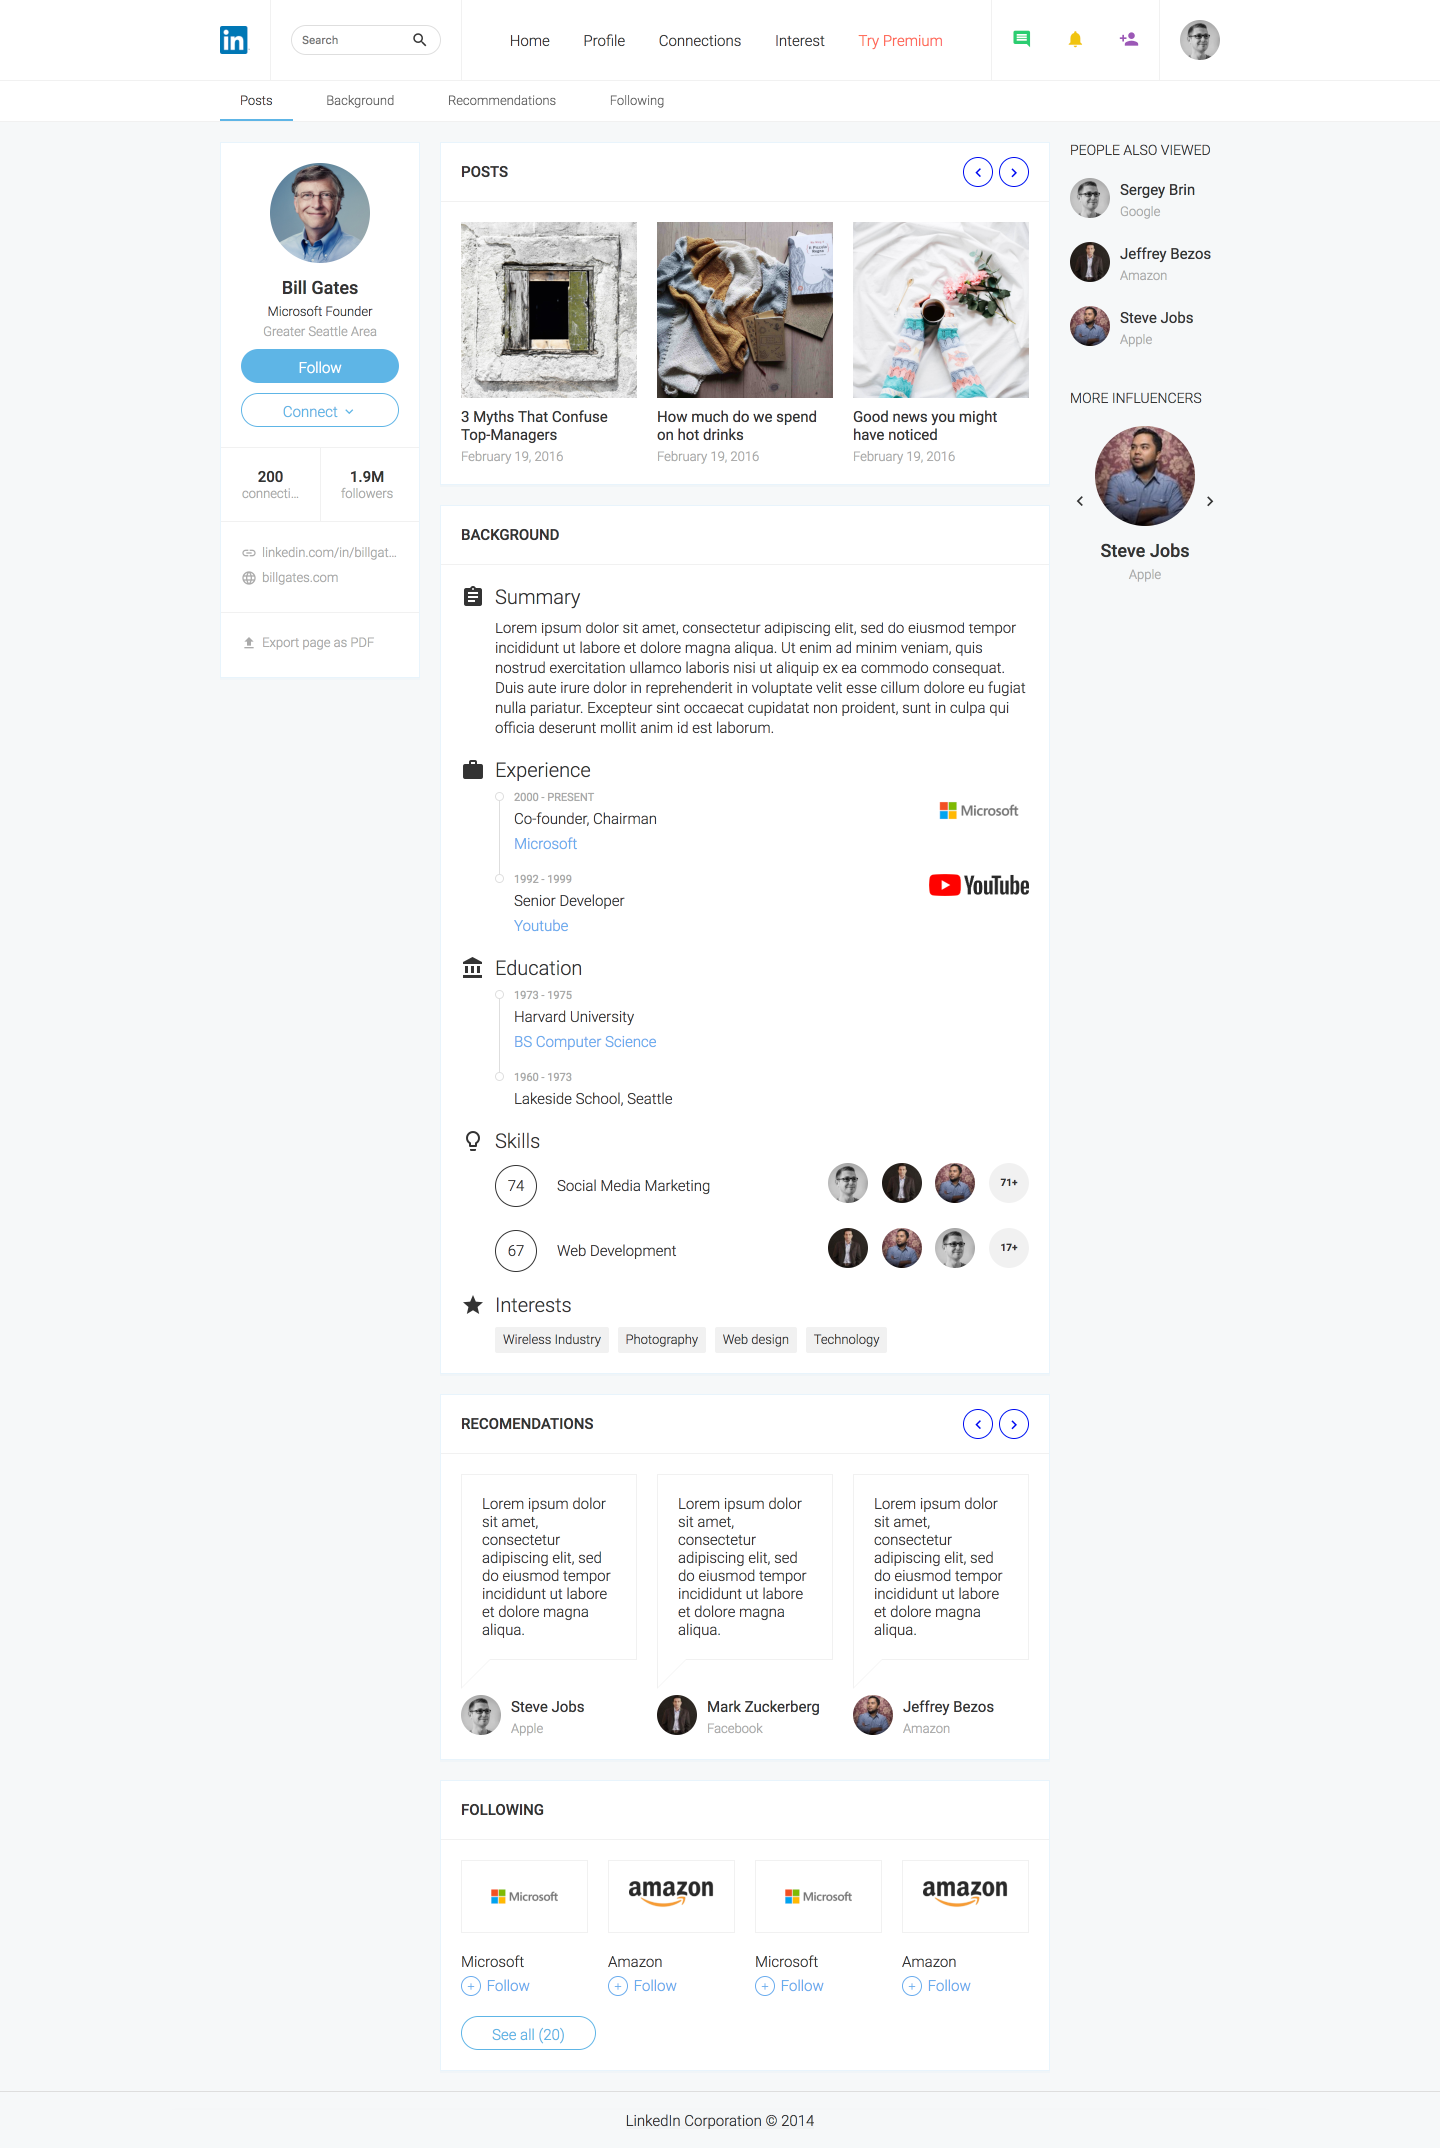 in
Search
Home
Profile
Connections
Interest
Try Premium
Posts
Background
Recommendations
Following
Bill Gates
Microsoft Founder
Greater Seattle Area
Follow
Connect
200
connecti...
1.9M
followers
linkedin.com/in/billgat...
billgates.com
Export page as PDF
POSTS
3 Myths That Confuse
Top-Managers
February 19, 2016
How much do we spend
on hot drinks
February 19, 2016
Good news you might
have noticed
February 19, 2016
BACKGROUND
Summary
Lorem ipsum dolor sit amet, consectetur adipiscing elit, sed do eiusmod tempor
incididunt ut labore et dolore magna aliqua. Ut enim ad minim veniam, quis
nostrud exercitation ullamco laboris nisi ut aliquip ex ea commodo consequat.
Duis aute irure dolor in reprehenderit in voluptate velit esse cillum dolore eu fugiat
nulla pariatur. Excepteur sint occaecat cupidatat non proident, sunt in culpa qui
officia deserunt mollit anim id est laborum.
Experience
2000 - PRESENT
Co-founder, Chairman
Microsoft
Microsoft
1992 - 1999
Senior Developer
Youtube
YouTube
Education
1973 - 1975
Harvard University
BS Computer Science
1960 - 1973
Lakeside School, Seattle
Skills
74
Social Media Marketing
71+
67
Web Development
17+
Interests
Wireless Industry
Photography
Web design
Technology
RECOMENDATIONS
Lorem ipsum dolor
sit amet,
consectetur
adipiscing elit, sed
do eiusmod tempor
incididunt ut labore
et dolore magna
aliqua.
Steve Jobs
Apple
Lorem ipsum dolor
sit amet,
consectetur
adipiscing elit, sed
do eiusmod tempor
incididunt ut labore
et dolore magna
aliqua.
Mark Zuckerberg
Facebook
Lorem ipsum dolor
sit amet,
consectetur
adipiscing elit, sed
do eiusmod tempor
incididunt ut labore
et dolore magna
aliqua.
Jeffrey Bezos
Amazon
FOLLOWING
Microsoft
Microsoft
Follow
amazon
Amazon
Follow
Microsoft
Microsoft
Follow
amazon
Amazon
Follow
See all (20)
PEOPLE ALSO VIEWED
Sergey Brin
Google
Jeffrey Bezos
Amazon
Steve Jobs
Apple
MORE INFLUENCERS
Steve Jobs
Apple
LinkedIn Corporation © 2014